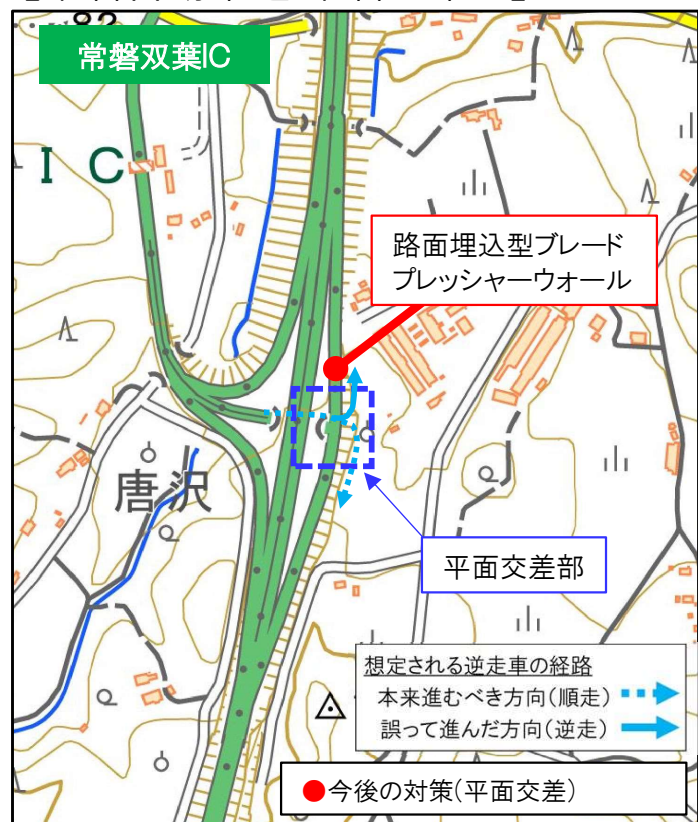 常磐双葉IC
IC
路面埋込型ブレード
プレッシャーウォール
唐沢
平面交差部
想定される逆走車の経路
本来進むべき方向(順走)
誤って進んだ方向(逆走)
●今後の対策(平面交差)